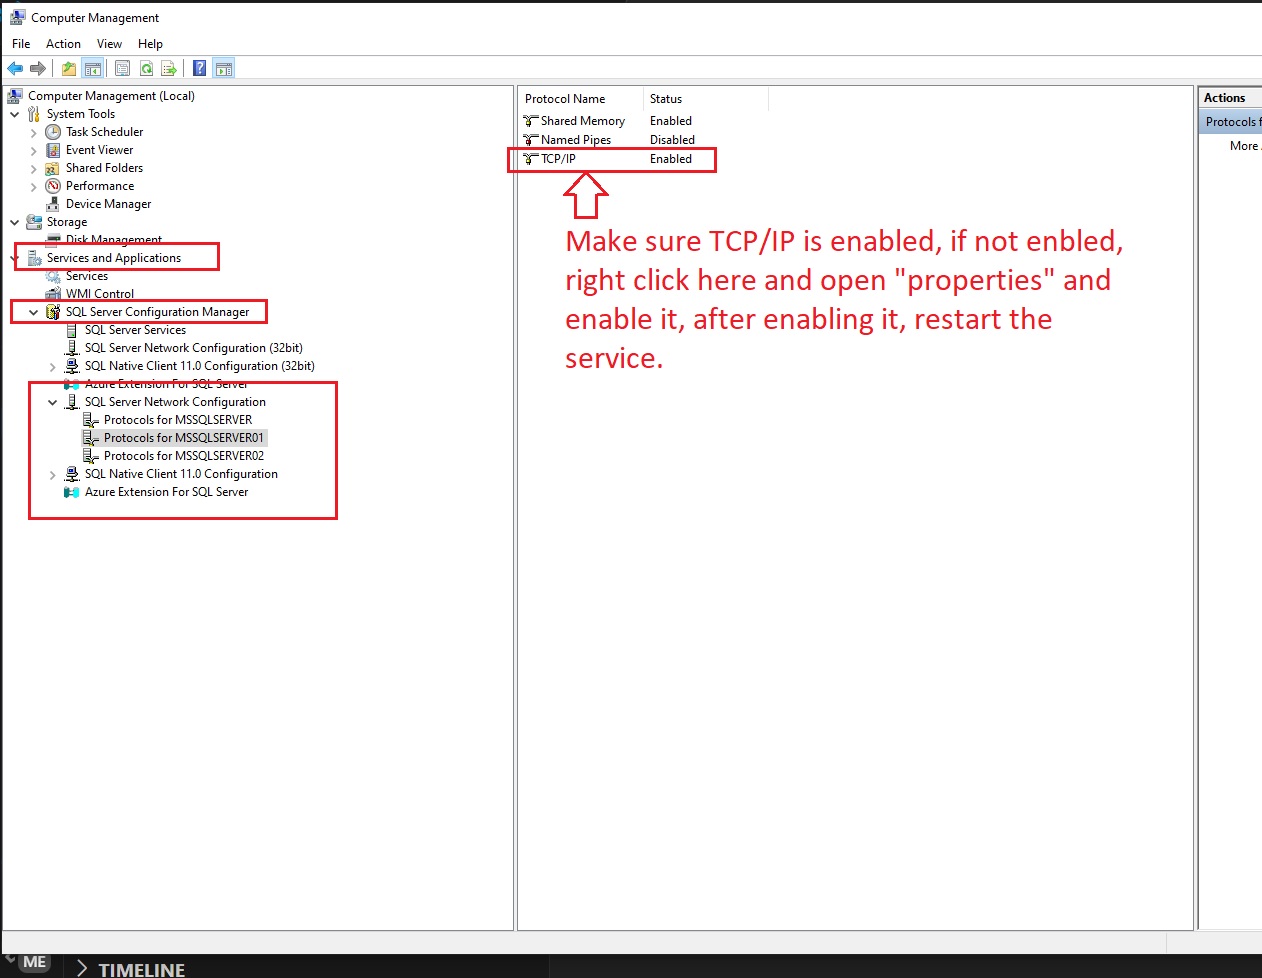 Computer Management
File Action View Help
Computer Management (Local)
System Tools
Task Scheduler
Event Viewer
Shared Folders
Performance
Device Manager
Storage
Disk Management
Services and Applications
Services
WMI Control
SQL Server Configuration Manager
SQL Server Services
SQL Server Network Configuration (32bit)
SQL Native Client 11.0 Configuration (32bit)
Azure Extension For SQL Server
SQL Server Network Configuration
Protocols for MSSQLSERVER
Protocols for MSSQLSERVER01
Protocols for MSSQLSERVER02
SQL Native Client 11.0 Configuration
Azure Extension For SQL Server
Protocol Name Status
Shared Memory Enabled
Named Pipes Disabled
TCP/IP Enabled
Make sure TCP/IP is enabled, if not enbled,
right click here and open "properties" and
enable it, after enabling it, restart the
service.
Actions
Protocols f
More
ME
TIMELINE